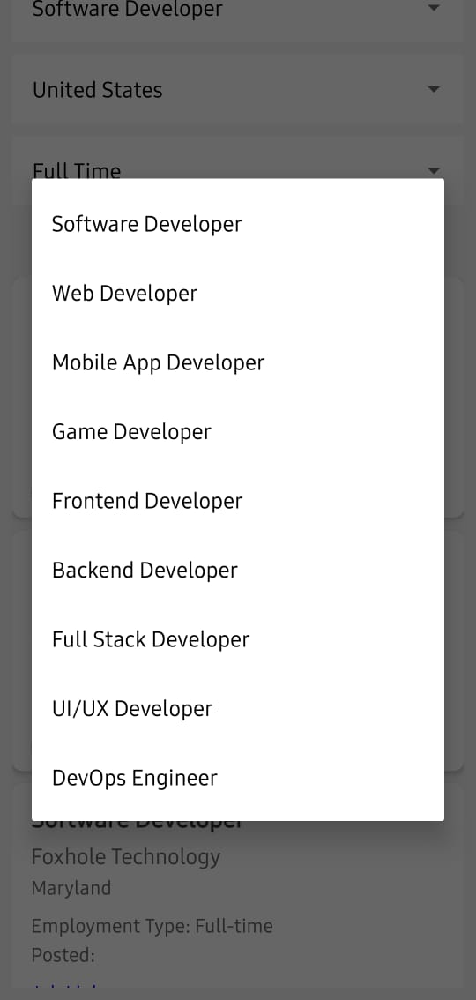 Software Developer
United States
Full Time
Software Developer
Web Developer
Mobile App Developer
Game Developer
Frontend Developer
Backend Developer
Full Stack Developer
UI/UX Developer
DevOps Engineer
Software Developer
Foxhole Technology
Maryland
Employment Type: Full-time
Posted: